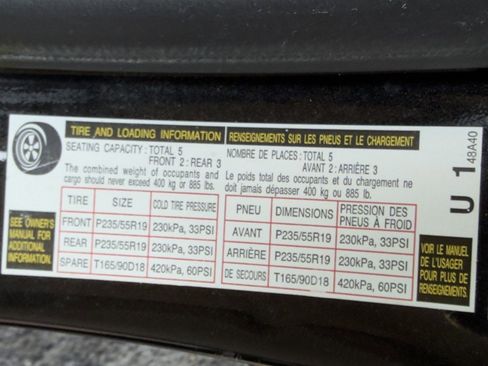 TIRE AND LOADING INFORMATION
SEATING CAPACITY : TOTAL 5
FRONT 2 : REAR 3
The combined weight of occupants and
cargo should never exceed 400 kg or 885 lbs.
SEE OWNER'S
MANUAL FOR
ADDITIONAL
INFORMATION.
TIRE SIZE COLD TIRE PRESSURE
FRONT P235/55R19 230kPa, 33PSI
REAR P235/55R19 230kPa, 33PSI
SPARE T165/90D18 420kPa, 60PSI
RENSEIGNEMENTS SUR LES PNEUS ET LE CHARGEMENT
NOMBRE DE PLACES : TOTAL 5
AVANT 2 : ARRIÈRE 3
Le poids total des occupants et du chargement ne
doit jamais dépasser 400 kg ou 885 lb.
PNEU DIMENSIONS PRESSION DES
PNEUS À FROID
AVANT P235/55R19 230kPa, 33PSI
ARRIÈRE P235/55R19 230kPa, 33PSI
DE SECOURS T165/90D18 420kPa, 60PSI
VOIR LE MANUEL
DE L'USAGER
POUR PLUS DE
RENSEIGNEMENTS.
U 1
48A40